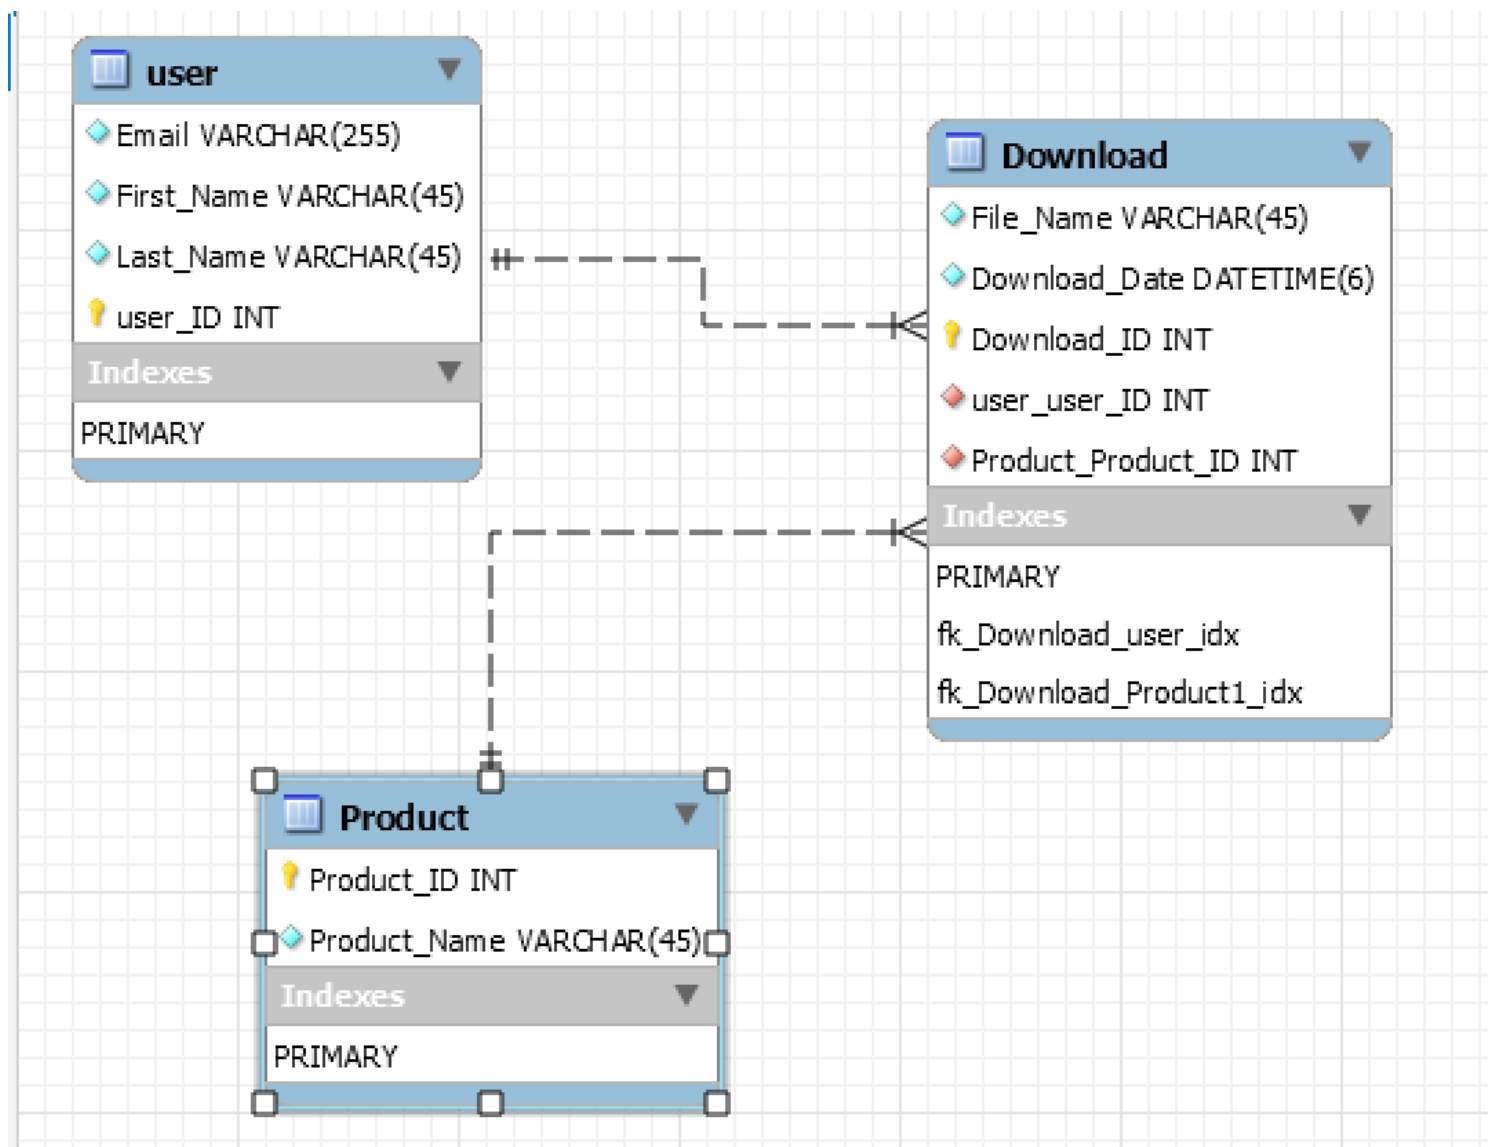 user
Email VARCHAR(255)
First_Name VARCHAR(45)
Last_Name VARCHAR(45)
user_ID INT
Indexes
PRIMARY
Download
File_Name VARCHAR(45)
Download_Date DATETIME(6)
Download_ID INT
user_user_ID INT
Product_Product_ID INT
Indexes
PRIMARY
fk_Download_user_idx
fk_Download_Product1_idx
Product
Product_ID INT
Product_Name VARCHAR(45)
Indexes
PRIMARY